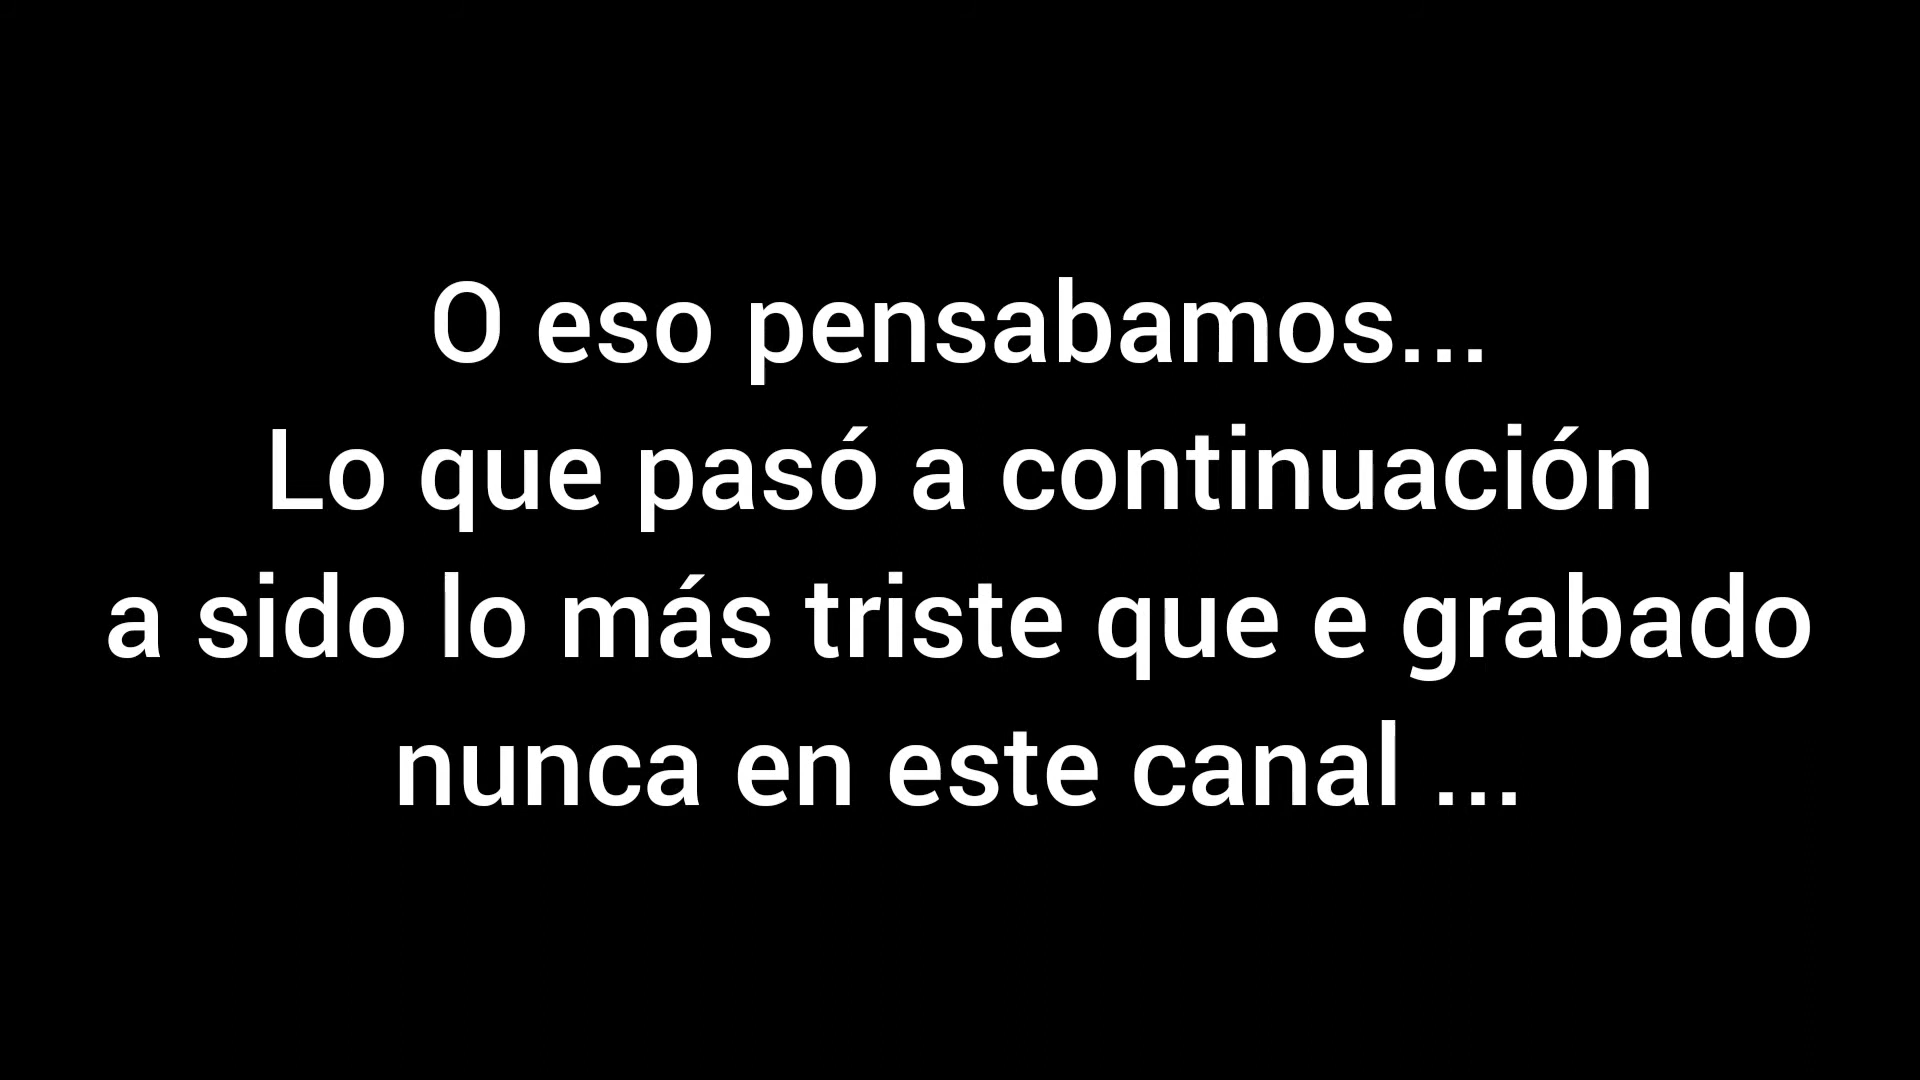 O eso pensabamos...
Lo que pasó a continuación
a sido lo más triste que e grabado
nunca en este canal ...